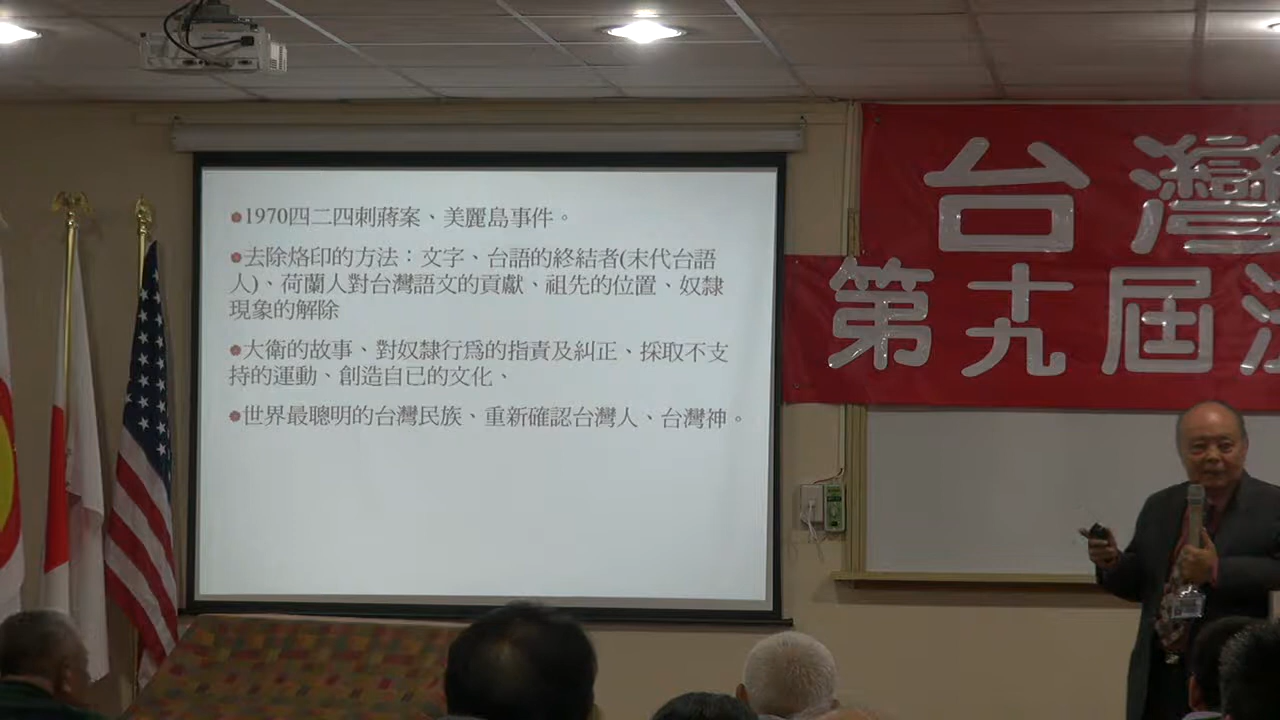 1970四二四刺蔣案、美麗島事件。
去除烙印的方法：文字、台語的終結者(末代台語
人)、荷蘭人對台灣語文的貢獻、祖先的位置、奴隸
現象的解除
大衛的故事、對奴隸行為的指責及糾正、採取不支
持的運動、創造自已的文化、
世界最聰明的台灣民族、重新確認台灣人、台灣神。
台灣
第十九屆